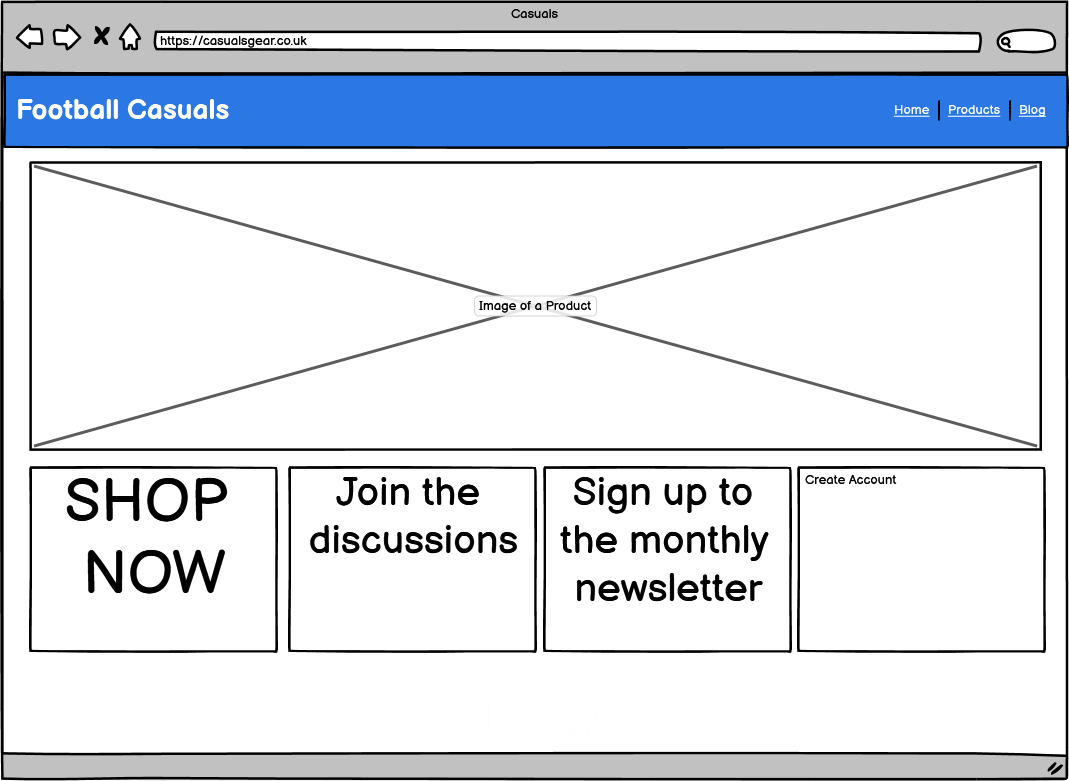 Casuals
https://casualsgear.co.uk
Football Casuals
Home
Products
Blog
Image of a Product
SHOP
NOW
Join the
discussions
Sign up to
the monthly
newsletter
Create Account